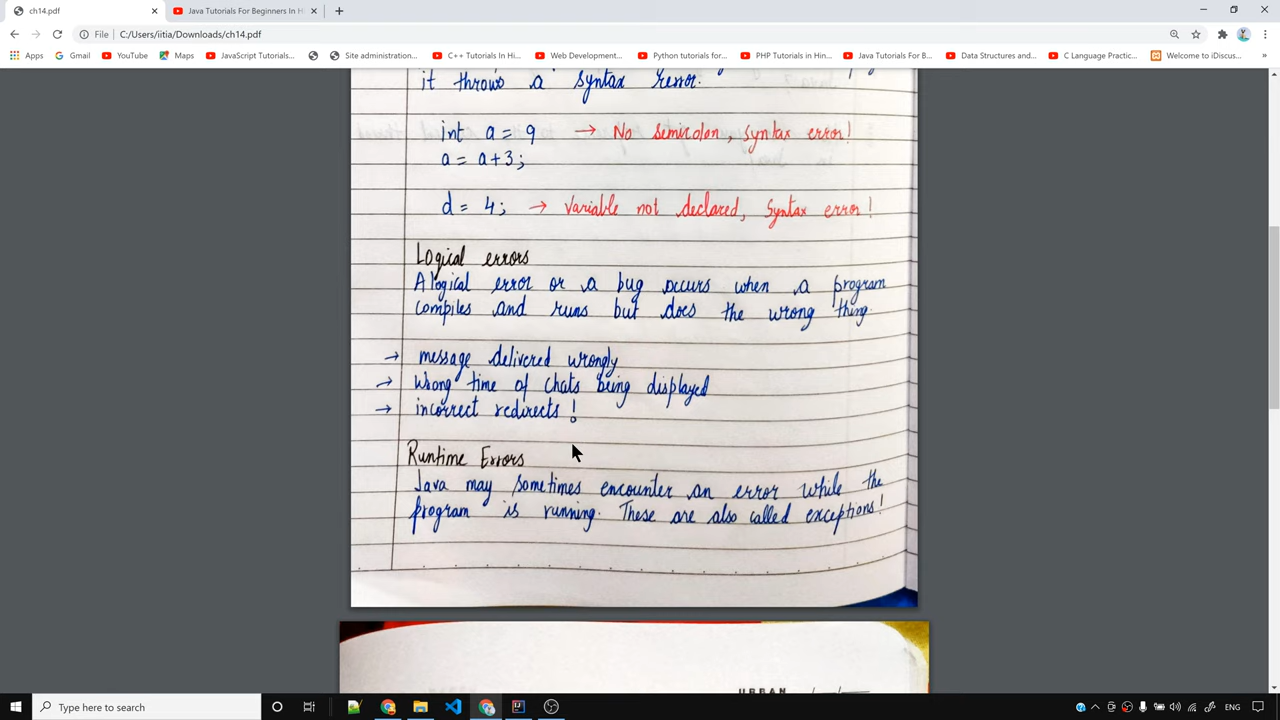 ch14.pdf
Java Tutorials For Beginners In H
File
C:/Users/iitia/Downloads/ch14.pdf
Apps
Gmail
YouTube
Maps
JavaScript Tutorials...
Site administration...
C++ Tutorials In Hi...
Web Development...
Python tutorials for...
PHP Tutorials in Hin...
Java Tutorials For B...
Data Structures and...
C Language Practic...
Welcome to iDiscus...
»
it throws a syntax error.
int a = 9 → No semicolon, syntax error!
a = a+3;
d = 4; → Variable not declared, Syntax error!
Logical errors
A logical error or a bug occurs when a program
compiles and runs but does the wrong thing.
→ message delivered wrongly
→ Wrong time of chats being displayed
→ incorrect redirects!
Runtime Errors
Java may sometimes encounter an error while the
program is running. These are also called exceptions!
URBAN
Type here to search
ENG